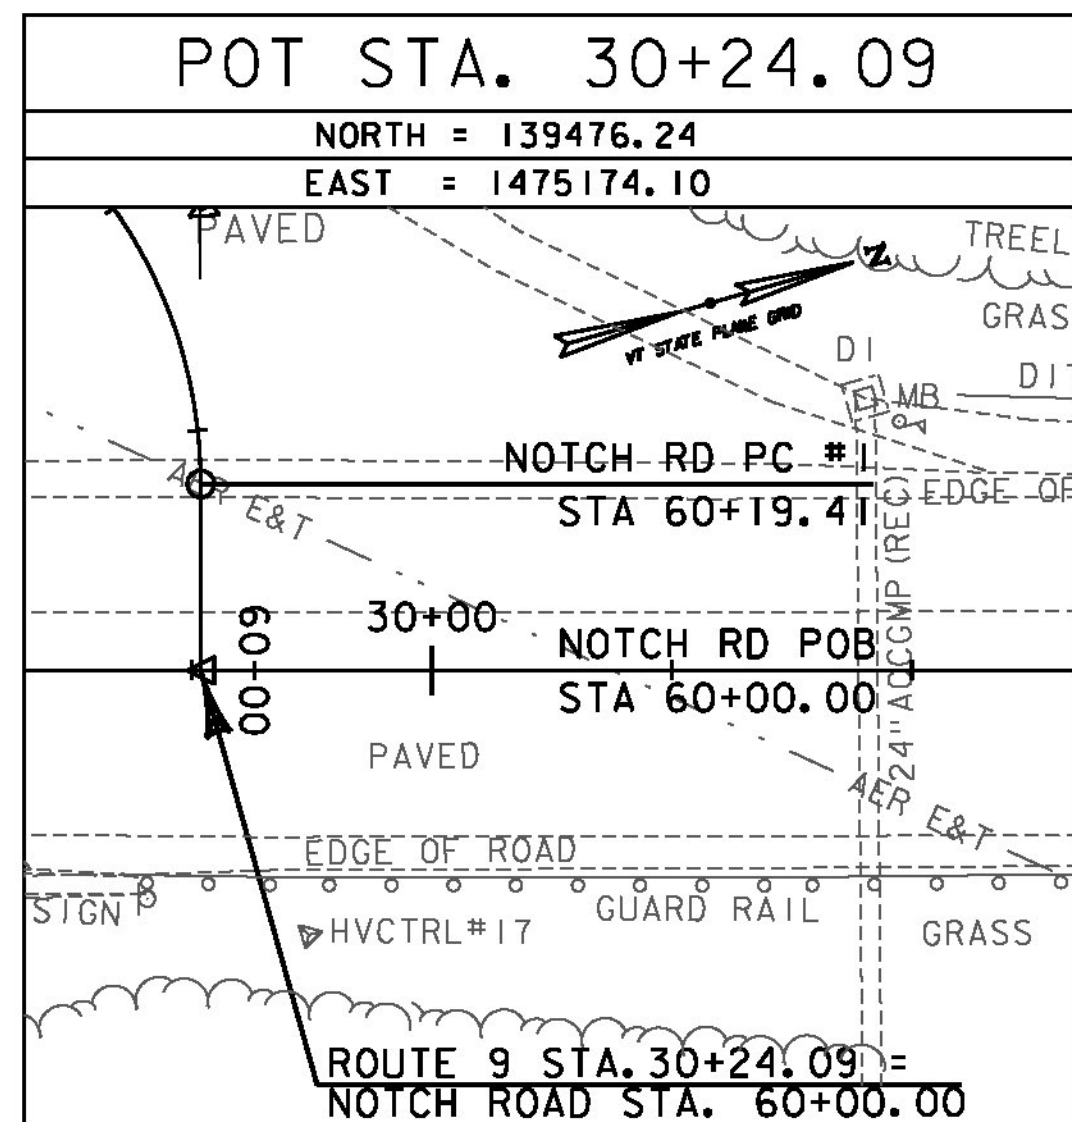 POT STA. 30+24.09
NORTH = 139476.24
EAST = 1475174.10
PAVED
TREEL
Z
GRAS
VT STATE PLANE GRID
DI
DIT
MB
NOTCH RD PC #1
AER E&T
STA 60+19.41
EDGE OF
24" ACCGMP (REC)
30+00
60+00
NOTCH RD POB
STA 60+00.00
PAVED
AER E&T
EDGE OF ROAD
SIGN
GUARD RAIL
HVCTRL#17
GRASS
ROUTE 9 STA.30+24.09 =
NOTCH ROAD STA. 60+00.00